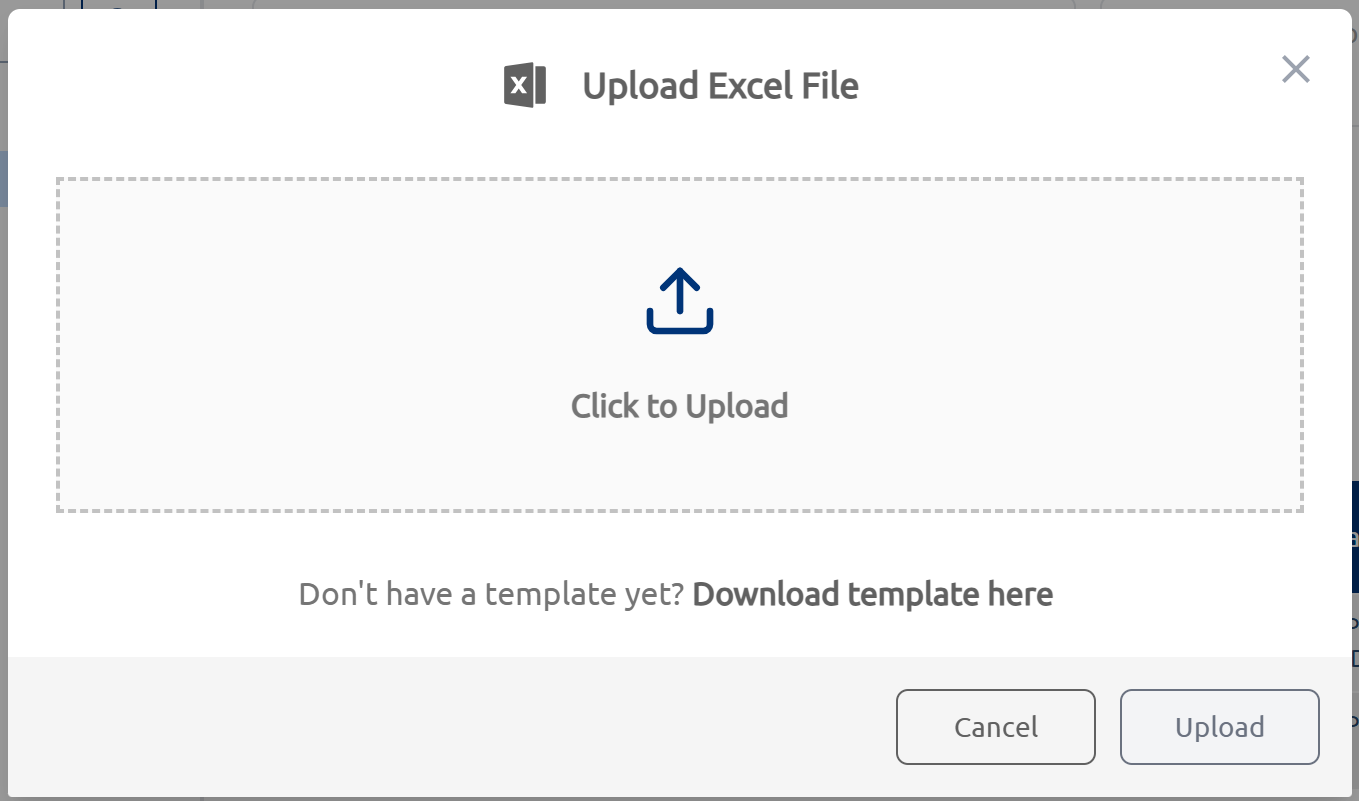 Upload Excel File
Click to Upload
Don't have a template yet? Download template here
Cancel
Upload